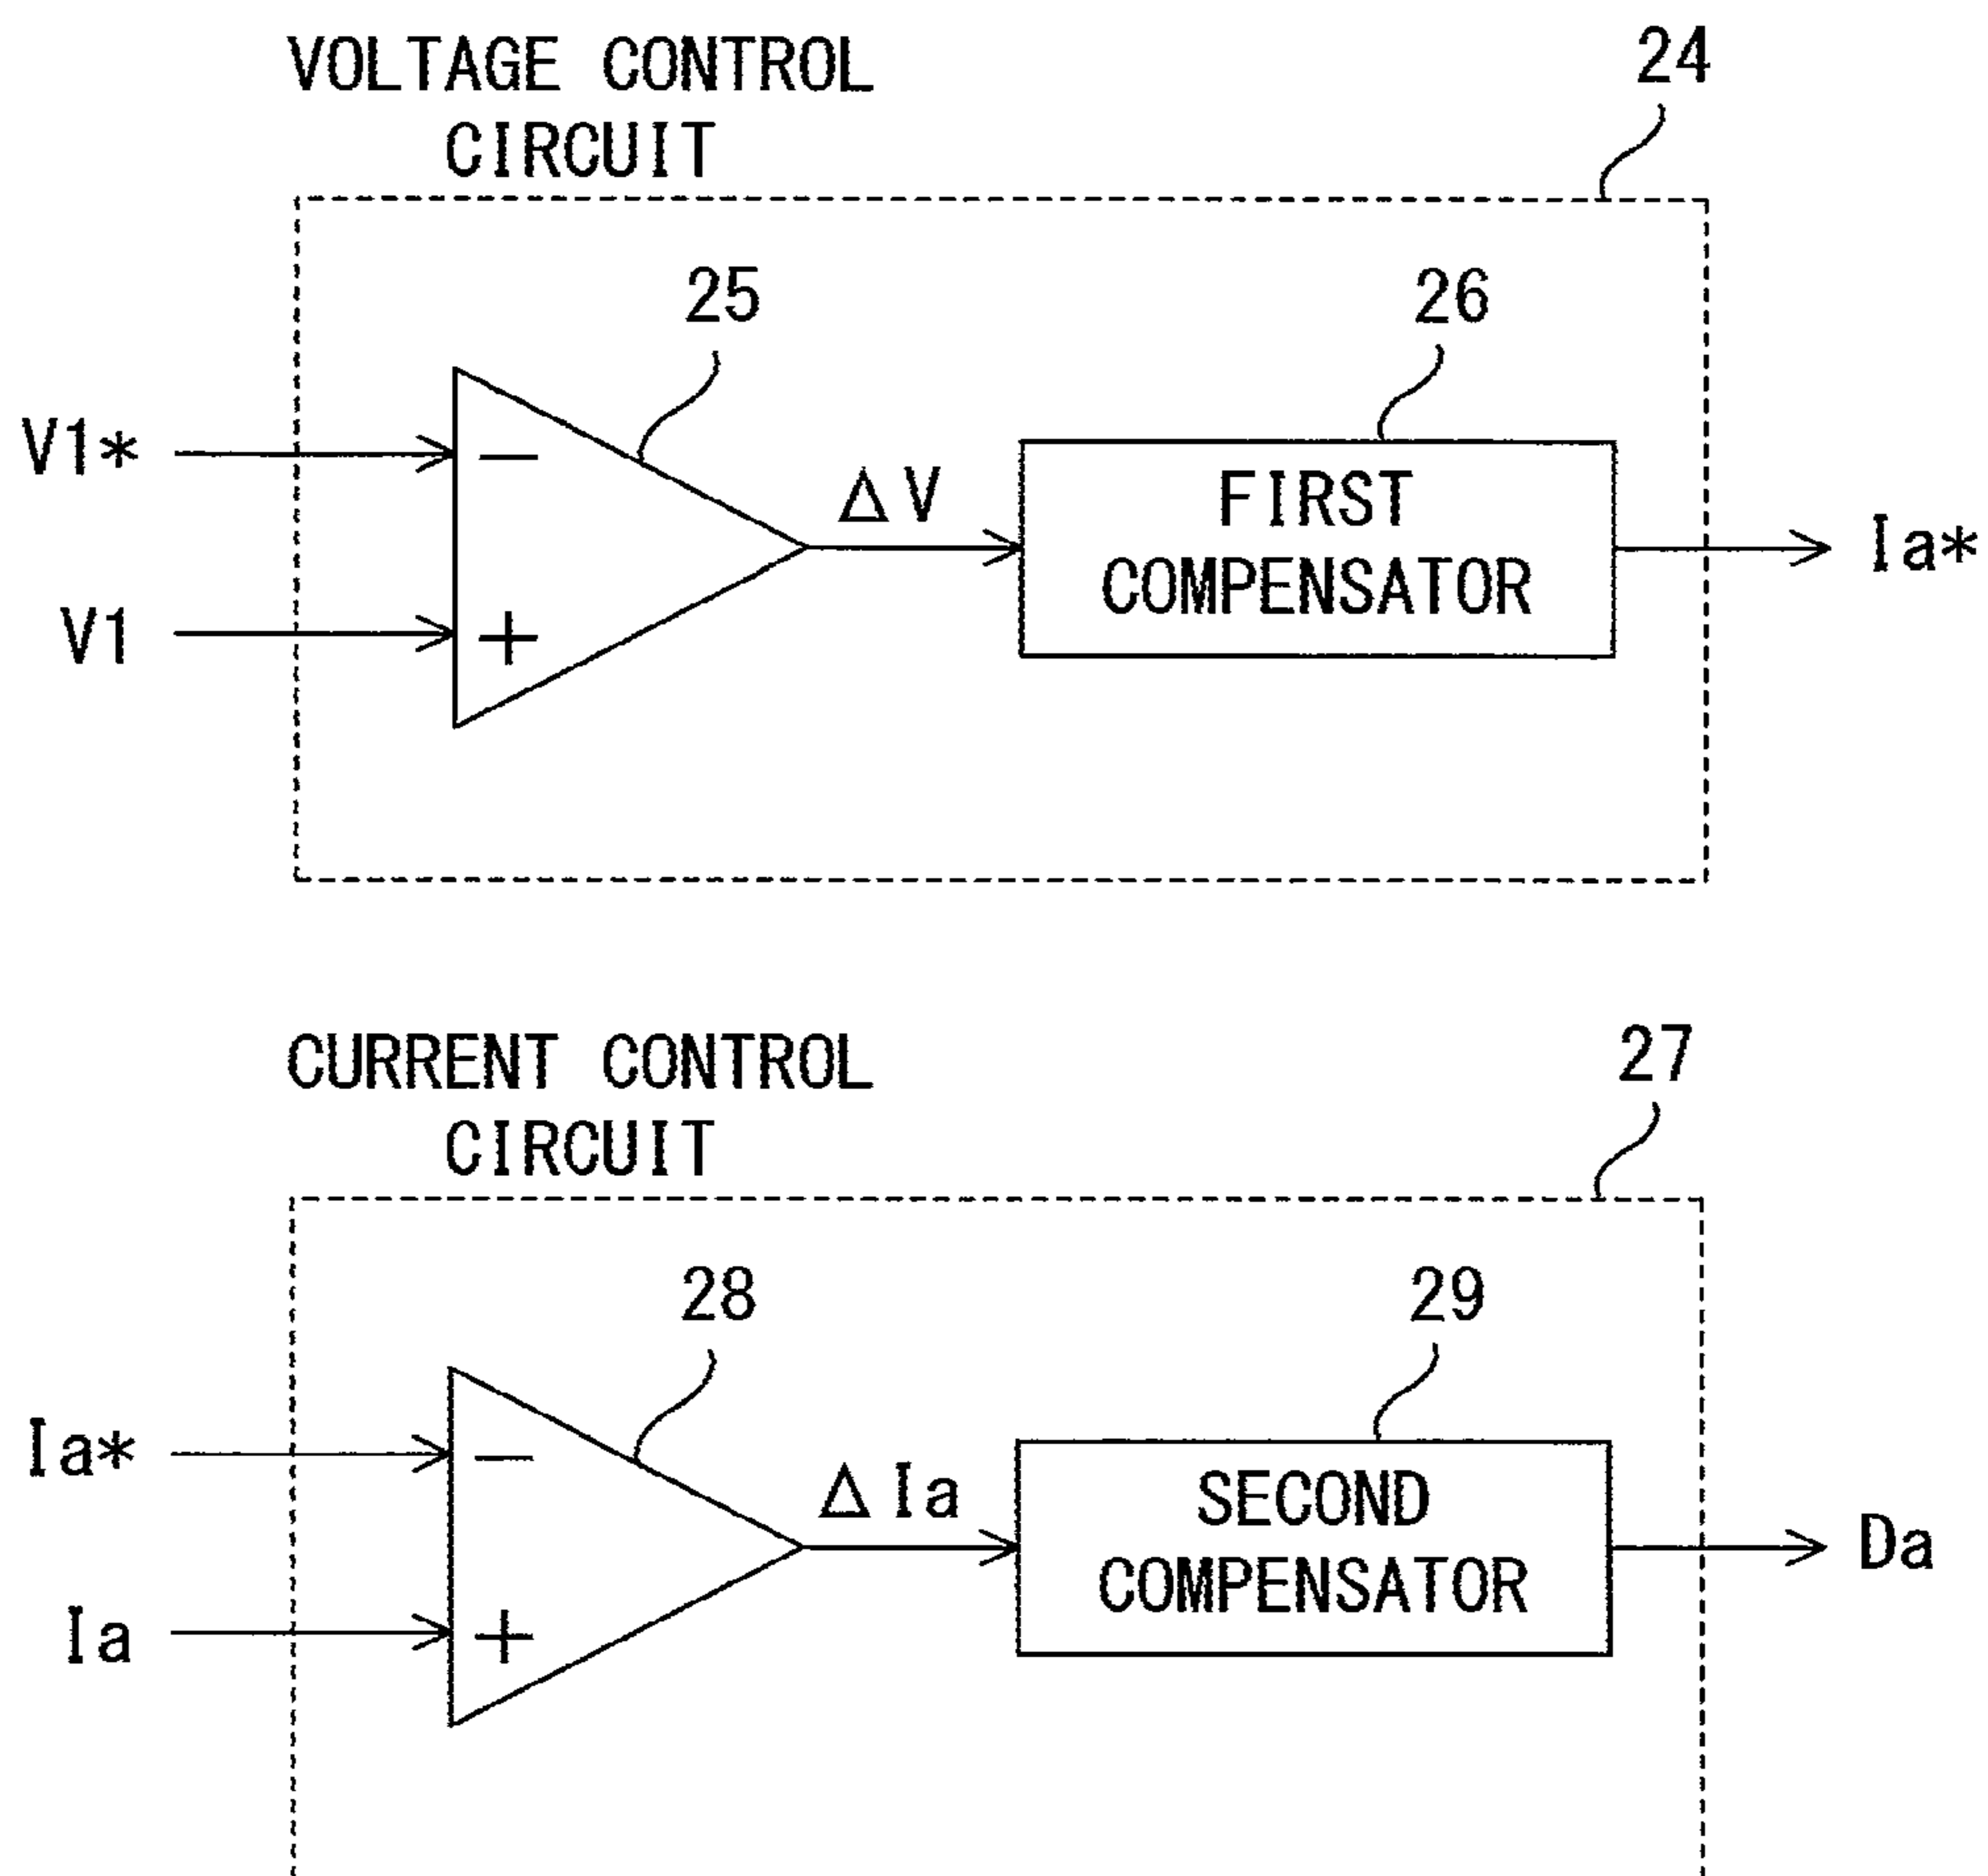 VOLTAGE CONTROL
CIRCUIT
24
25
26
V1*
−
ΔV
FIRST
COMPENSATOR
Ia*
V1
+
CURRENT CONTROL
CIRCUIT
27
28
29
Ia*
−
ΔIa
SECOND
COMPENSATOR
Da
Ia
+